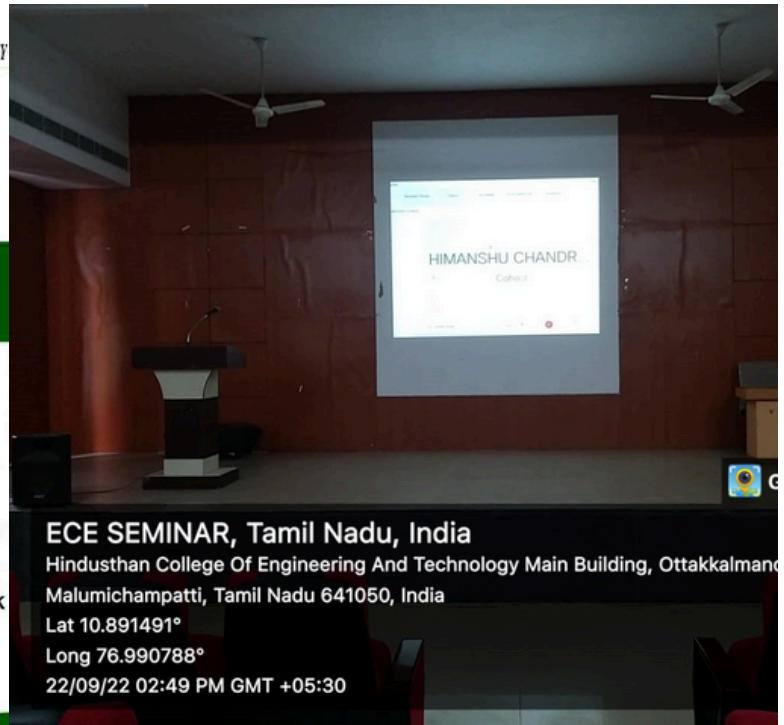 HIMANSHU CHANDR...
ECE SEMINAR, Tamil Nadu, India
Hindusthan College Of Engineering And Technology Main Building, Ottakkalmand
Malumichampatti, Tamil Nadu 641050, India
Lat 10.891491°
Long 76.990788°
22/09/22 02:49 PM GMT +05:30